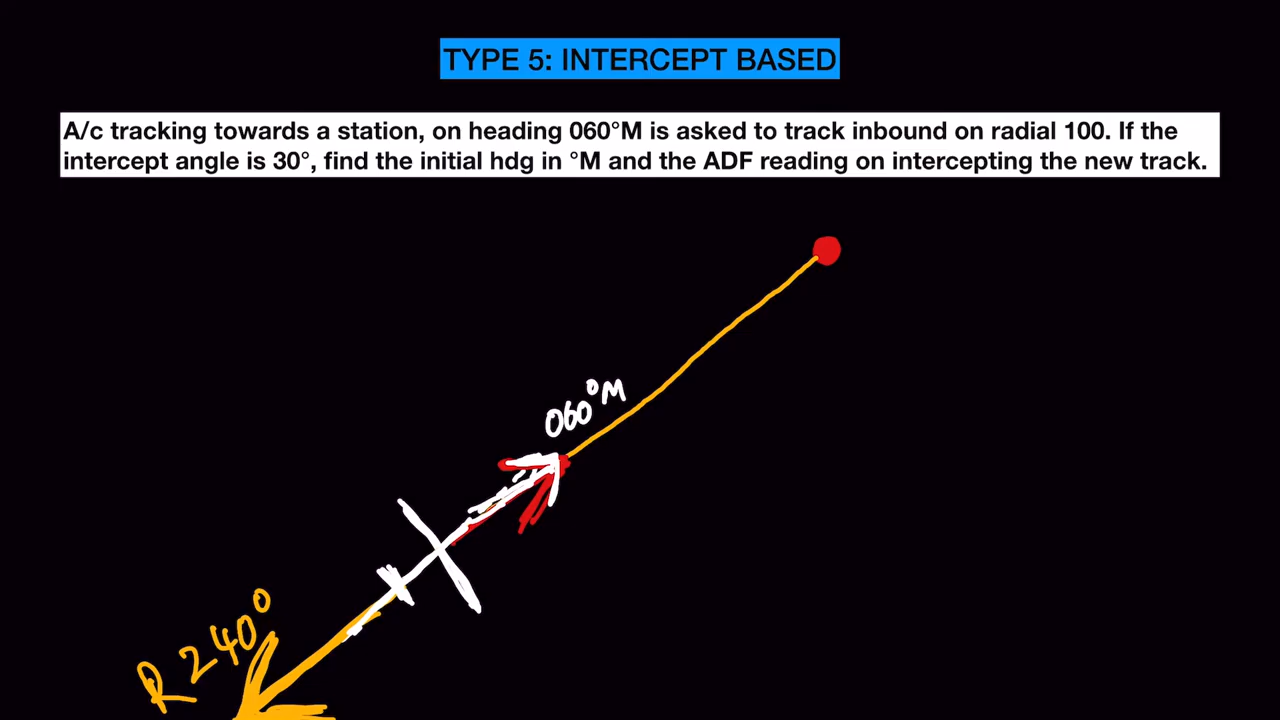 TYPE 5: INTERCEPT BASED
A/c tracking towards a station, on heading 060°M is asked to track inbound on radial 100. If the
intercept angle is 30°, find the initial hdg in °M and the ADF reading on intercepting the new track.
060°M
R 240°